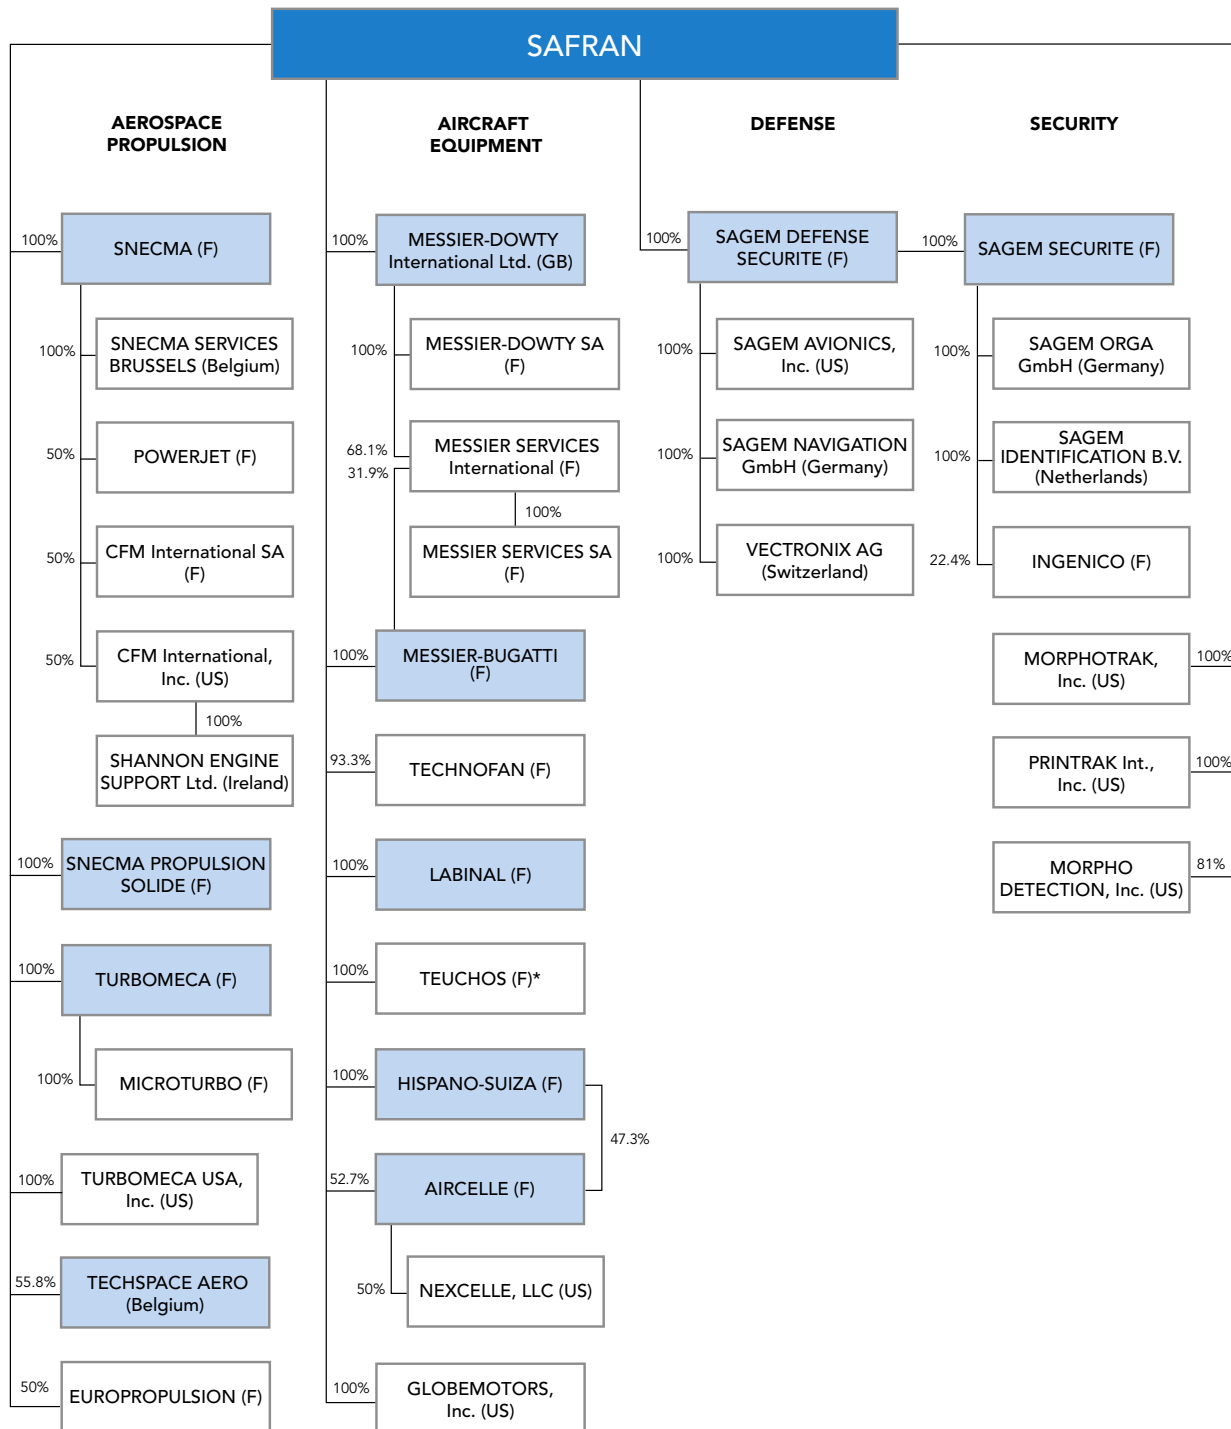 SAFRAN
AEROSPACE
PROPULSION
100%
SNECMA (F)
100%
SNECMA SERVICES
BRUSSELS (Belgium)
50%
POWERJET (F)
50%
CFM International SA
(F)
50%
CFM International,
Inc. (US)
100%
SHANNON ENGINE
SUPPORT Ltd. (Ireland)
100%
SNECMA PROPULSION
SOLIDE (F)
100%
TURBOMECA (F)
100%
MICROTURBO (F)
100%
TURBOMECA USA,
Inc. (US)
55.8%
TECHSPACE AERO
(Belgium)
50%
EUROPROPULSION (F)
AIRCRAFT
EQUIPMENT
100%
MESSIER-DOWTY
International Ltd. (GB)
100%
MESSIER-DOWTY SA
(F)
68.1%
31.9%
MESSIER SERVICES
International (F)
100%
MESSIER SERVICES SA
(F)
100%
MESSIER-BUGATTI
(F)
93.3%
TECHNOFAN (F)
100%
LABINAL (F)
100%
TEUCHOS (F)*
100%
HISPANO-SUIZA (F)
47.3%
52.7%
AIRCELLE (F)
50%
NEXCELLE, LLC (US)
100%
GLOBEMOTORS,
Inc. (US)
DEFENSE
100%
SAGEM DEFENSE
SECURITE (F)
100%
SAGEM AVIONICS,
Inc. (US)
100%
SAGEM NAVIGATION
GmbH (Germany)
100%
VECTRONIX AG
(Switzerland)
SECURITY
100%
SAGEM SECURITE (F)
100%
SAGEM ORGA
GmbH (Germany)
100%
SAGEM
IDENTIFICATION B.V.
(Netherlands)
22.4%
INGENICO (F)
MORPHOTRAK,
Inc. (US)
100%
PRINTRAK Int.,
Inc. (US)
100%
MORPHO
DETECTION, Inc. (US)
81%